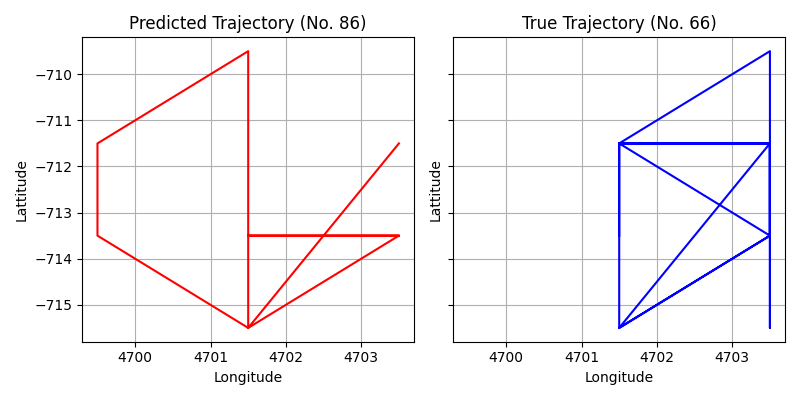 Predicted Trajectory (No. 86)
−710
−711
−712
−713
−714
−715
Lattitude
4700 4701 4702 4703
Longitude
True Trajectory (No. 66)
Lattitude
4700 4701 4702 4703
Longitude